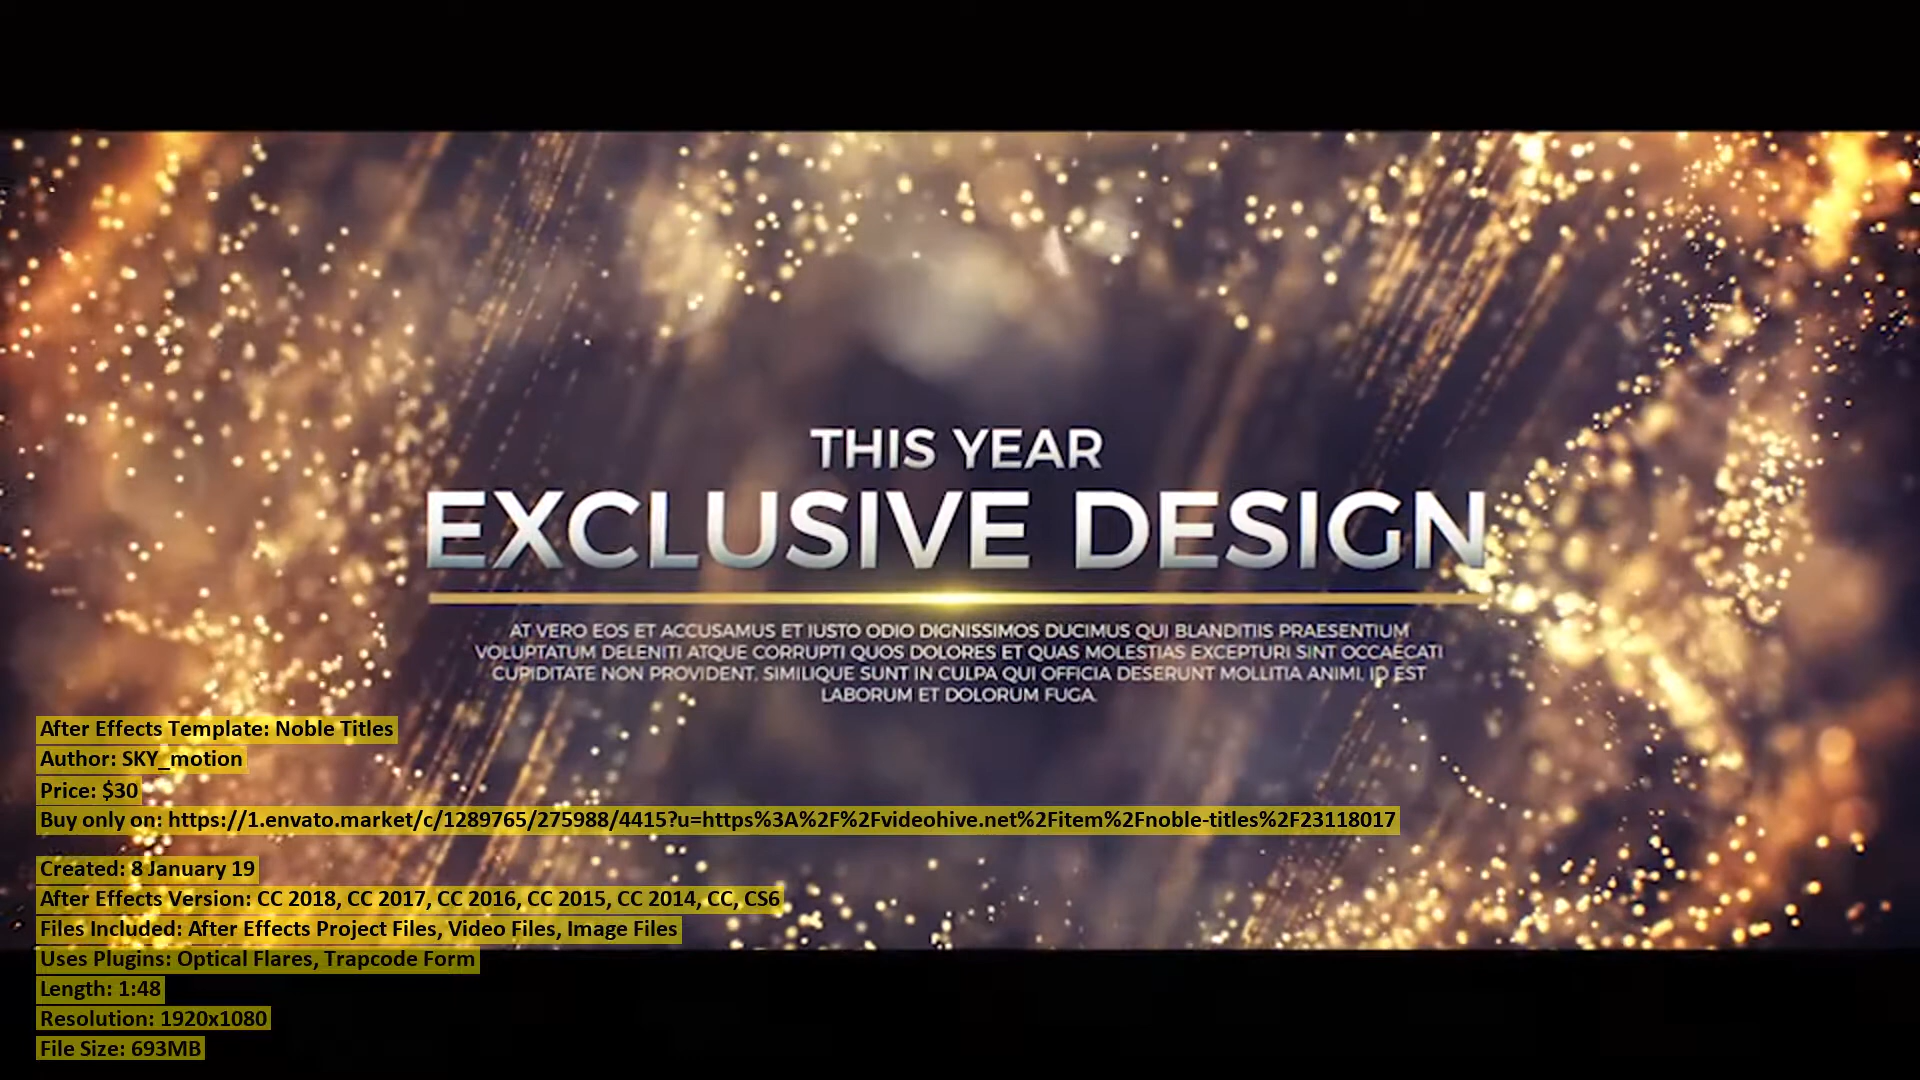 THIS YEAR
EXCLUSIVE DESIGN
AT VERO EOS ET ACCUSAMUS ET IUSTO ODIO DIGNISSIMOS DUCIMUS QUI BLANDITIIS PRAESENTIUM
VOLUPTATUM DELENITI ATQUE CORRUPTI QUOS DOLORES ET QUAS MOLESTIAS EXCEPTURI SINT OCCAECATI
CUPIDITATE NON PROVIDENT, SIMILIQUE SUNT IN CULPA QUI OFFICIA DESERUNT MOLLITIA ANIMI, ID EST
LABORUM ET DOLORUM FUGA.
After Effects Template: Noble Titles
Author: SKY_motion
Price: $30
Buy only on: https://1.envato.market/c/1289765/275988/4415?u=https%3A%2F%2Fvideohive.net%2Fitem%2Fnoble-titles%2F23118017
Created: 8 January 19
After Effects Version: CC 2018, CC 2017, CC 2016, CC 2015, CC 2014, CC, CS6
Files Included: After Effects Project Files, Video Files, Image Files
Uses Plugins: Optical Flares, Trapcode Form
Length: 1:48
Resolution: 1920x1080
File Size: 693MB